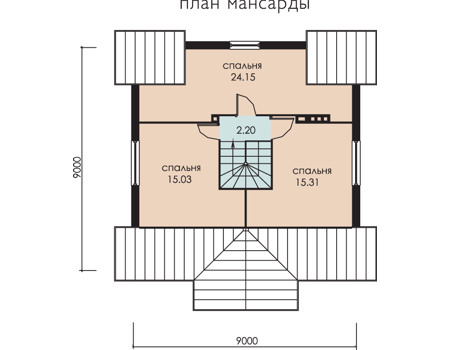 план мансарды
спальня
24.15
2.20
спальня
15.03
спальня
15.31
9000
9000